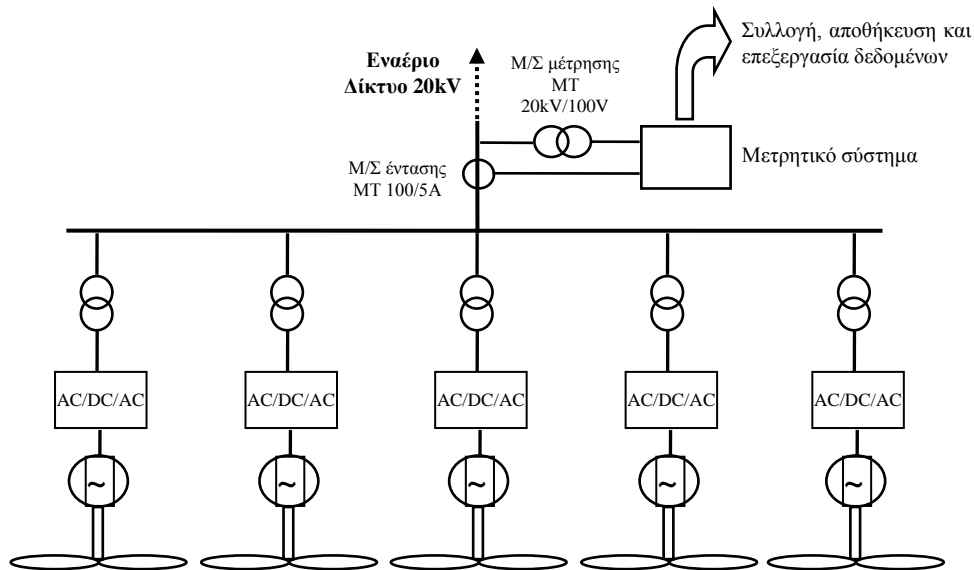 Συλλογή, αποθήκευση και
επεξεργασία δεδομένων
Εναέριο
Δίκτυο 20kV
Μ/Σ μέτρησης
ΜΤ
20kV/100V
Μετρητικό σύστημα
Μ/Σ έντασης
ΜΤ 100/5Α
AC/DC/AC
AC/DC/AC
AC/DC/AC
AC/DC/AC
AC/DC/AC
~
~
~
~
~